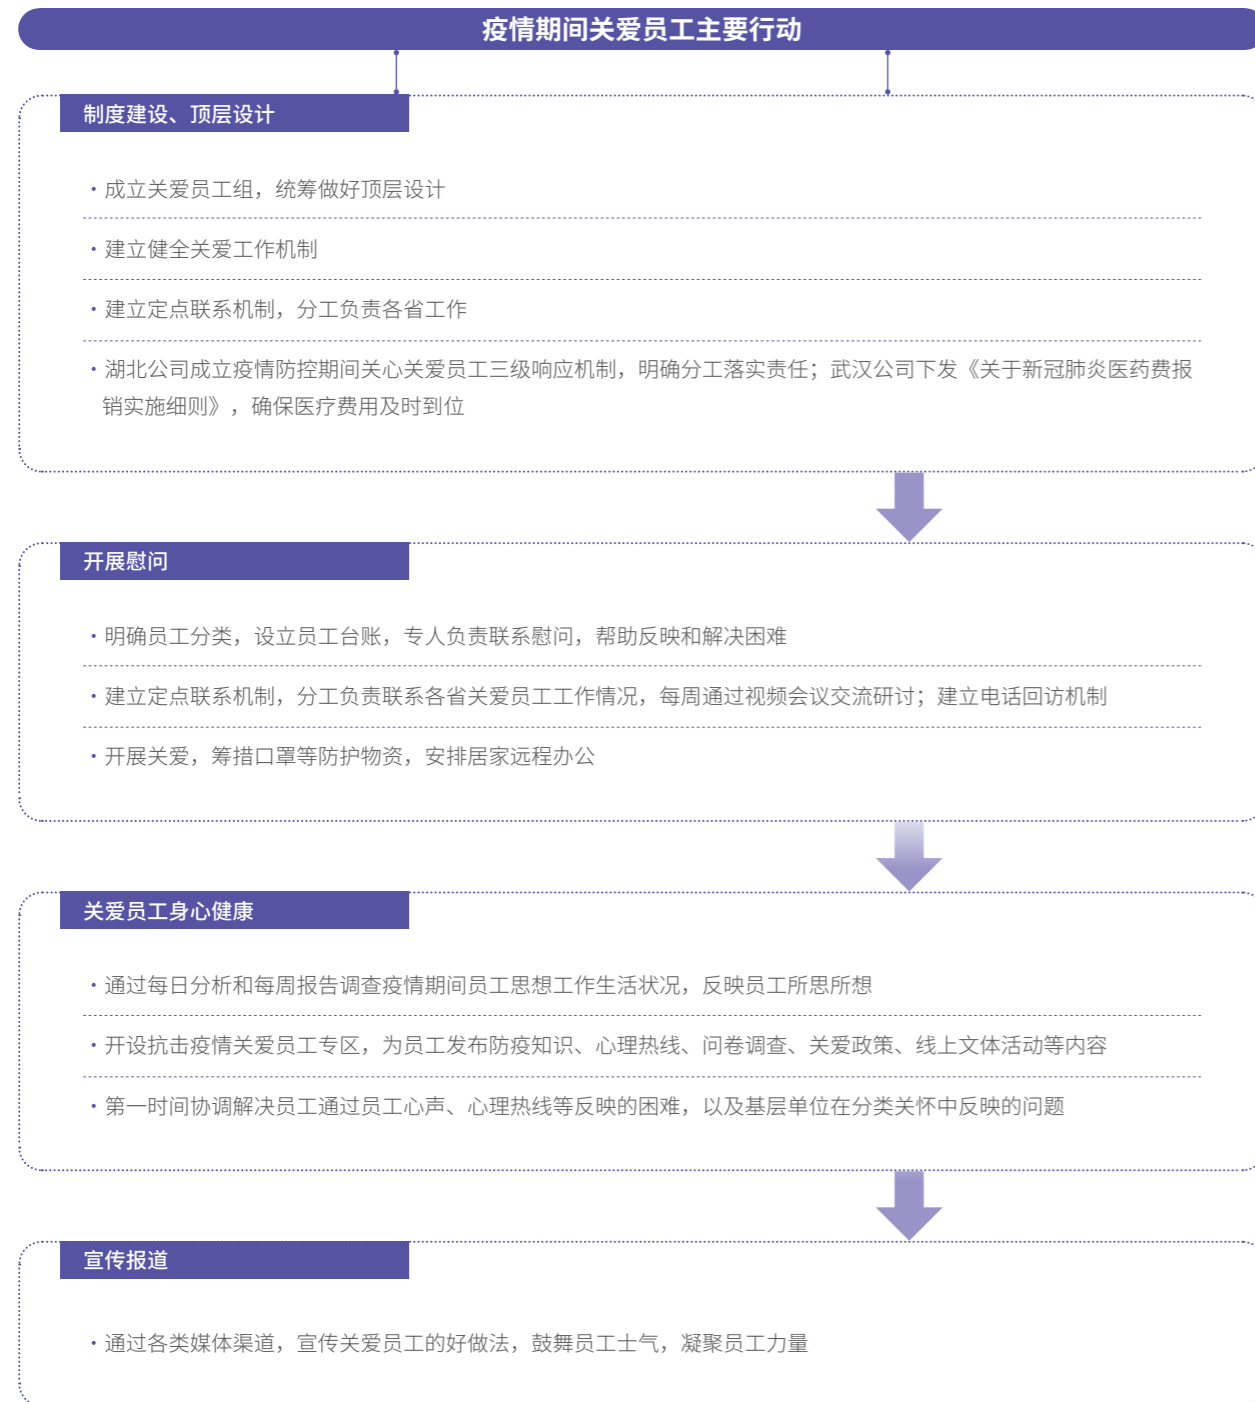 疫情期间关爱员工主要行动
制度建设、顶层设计
·成立关爱员工组，统筹做好顶层设计
·建立健全关爱工作机制
·建立定点联系机制，分工负责各省工作
·湖北公司成立疫情防控期间关心关爱员工三级响应机制，明确分工落实责任；武汉公司下发《关于新冠肺炎医药费报
销实施细则》，确保医疗费用及时到位
开展慰问
·明确员工分类，设立员工台账，专人负责联系慰问，帮助反映和解决困难
·建立定点联系机制，分工负责联系各省关爱员工工作情况，每周通过视频会议交流研讨；建立电话回访机制
·开展关爱，筹措口罩等防护物资，安排居家远程办公
关爱员工身心健康
·通过每日分析和每周报告调查疫情期间员工思想工作生活状况，反映员工所思所想
·开设抗击疫情关爱员工专区，为员工发布防疫知识、心理热线、问卷调查、关爱政策、线上文体活动等内容
·第一时间协调解决员工通过员工心声、心理热线等反映的困难，以及基层单位在分类关怀中反映的问题
宣传报道
·通过各类媒体渠道，宣传关爱员工的好做法，鼓舞员工士气，凝聚员工力量